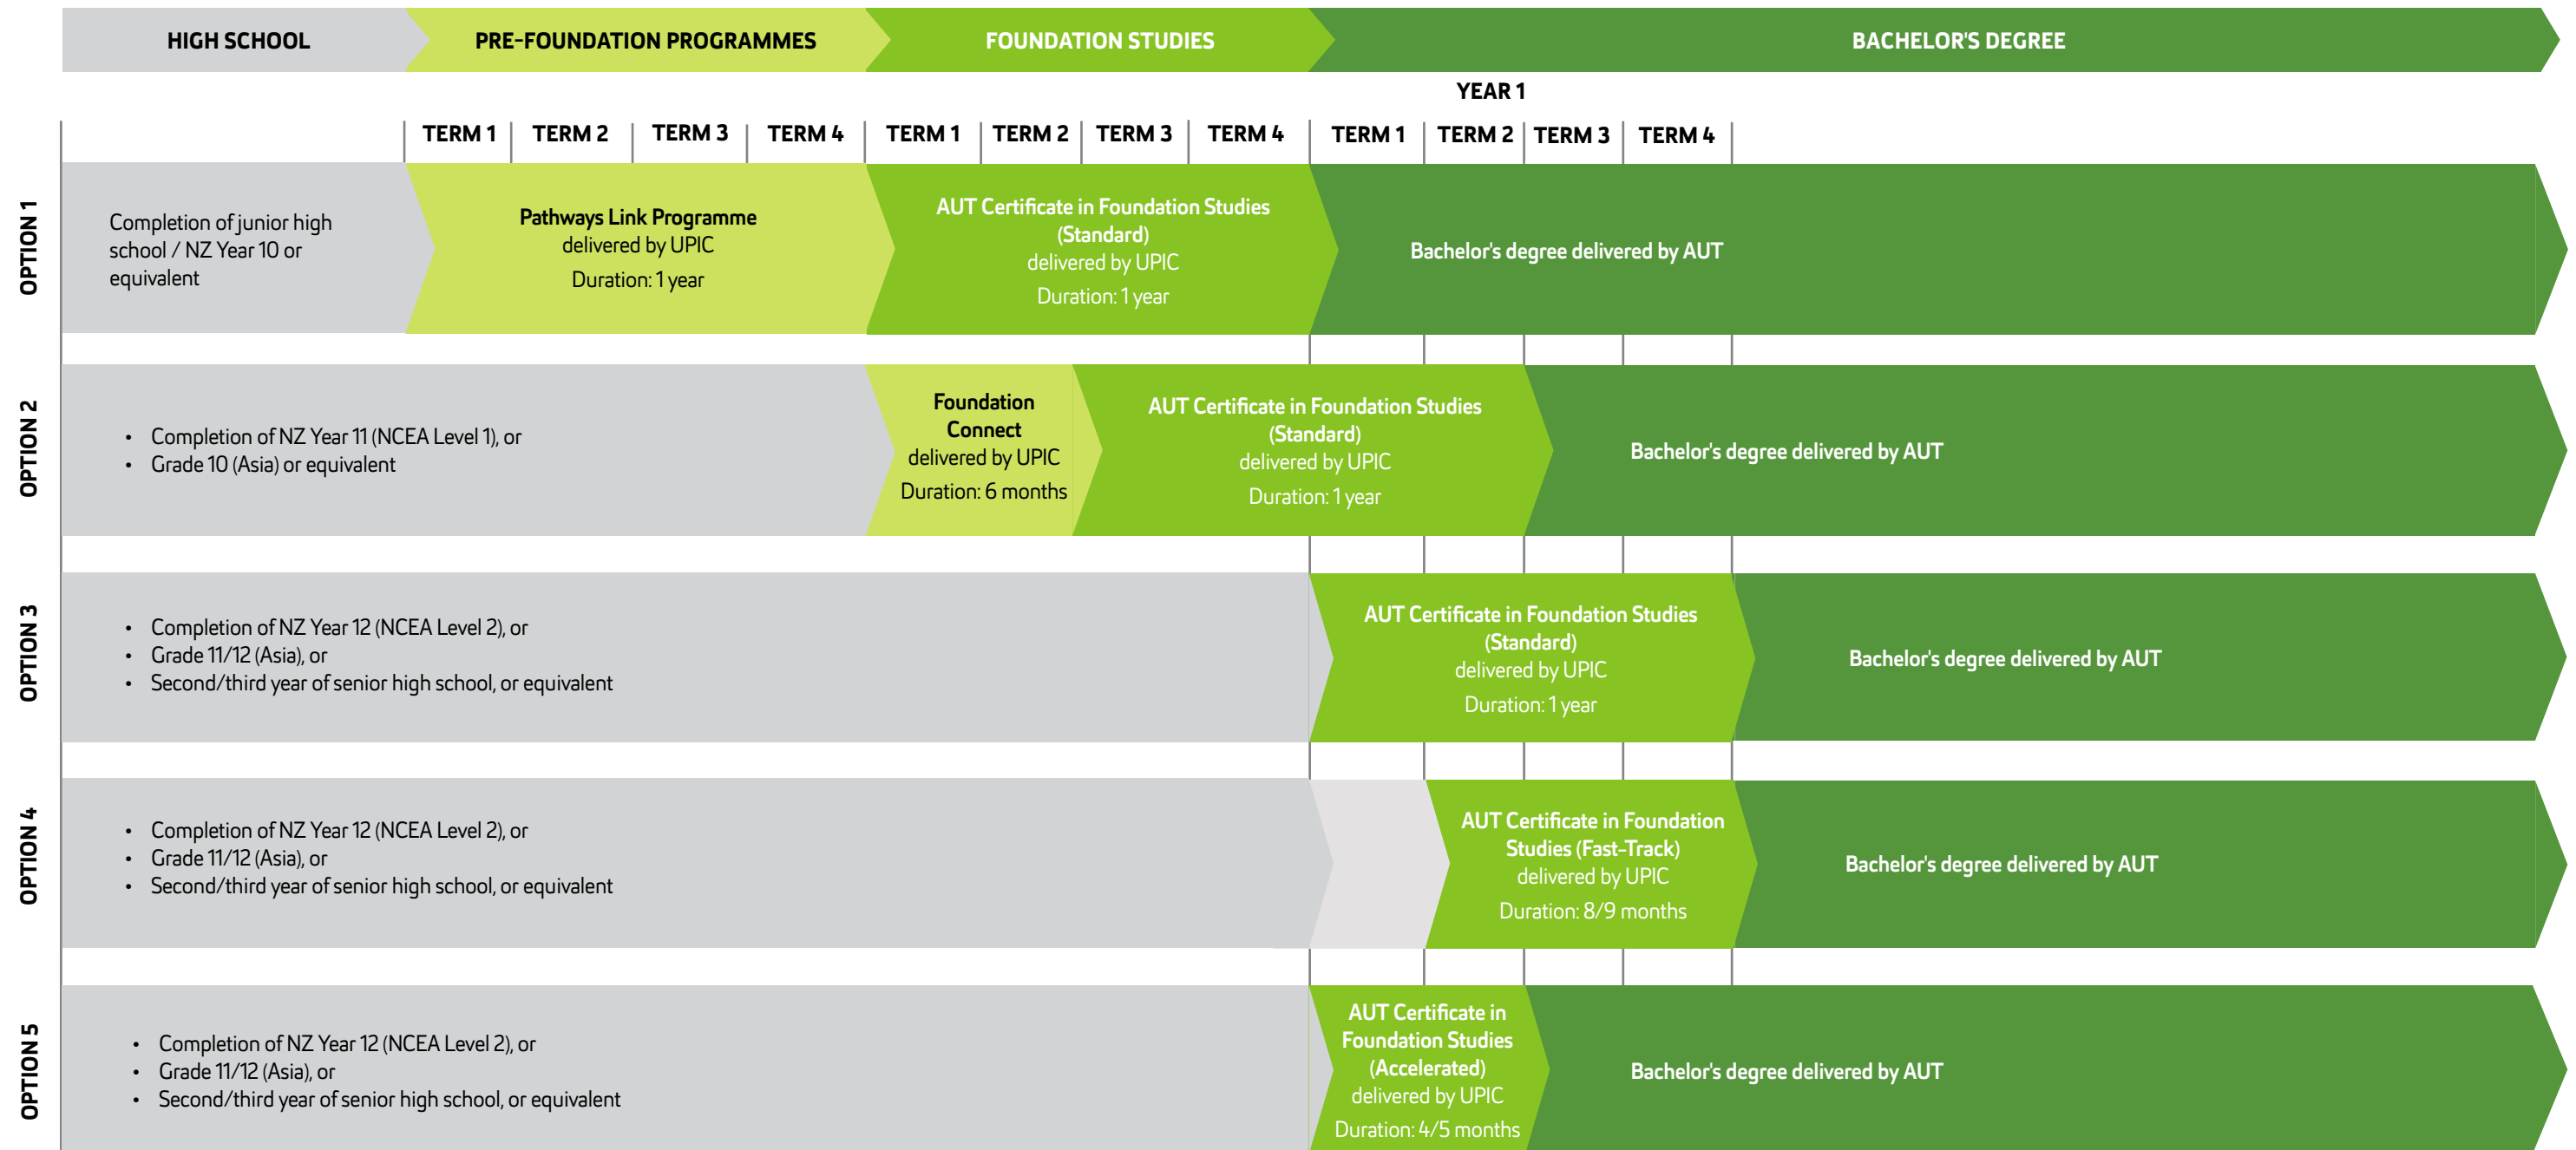 HIGH SCHOOL
PRE-FOUNDATION PROGRAMMES
FOUNDATION STUDIES
BACHELOR'S DEGREE
YEAR 1
TERM 1
TERM 2
TERM 3
TERM 4
TERM 1
TERM 2
TERM 3
TERM 4
TERM 1
TERM 2
TERM 3
TERM 4
OPTION 1
Completion of junior high
school / NZ Year 10 or
equivalent
Pathways Link Programme
delivered by UPIC
Duration: 1 year
AUT Certificate in Foundation Studies
(Standard)
delivered by UPIC
Duration: 1 year
Bachelor's degree delivered by AUT
OPTION 2
• Completion of NZ Year 11 (NCEA Level 1), or
• Grade 10 (Asia) or equivalent
Foundation
Connect
delivered by UPIC
Duration: 6 months
AUT Certificate in Foundation Studies
(Standard)
delivered by UPIC
Duration: 1 year
Bachelor's degree delivered by AUT
OPTION 3
• Completion of NZ Year 12 (NCEA Level 2), or
• Grade 11/12 (Asia), or
• Second/third year of senior high school, or equivalent
AUT Certificate in Foundation Studies
(Standard)
delivered by UPIC
Duration: 1 year
Bachelor's degree delivered by AUT
OPTION 4
• Completion of NZ Year 12 (NCEA Level 2), or
• Grade 11/12 (Asia), or
• Second/third year of senior high school, or equivalent
AUT Certificate in Foundation
Studies (Fast-Track)
delivered by UPIC
Duration: 8/9 months
Bachelor's degree delivered by AUT
OPTION 5
• Completion of NZ Year 12 (NCEA Level 2), or
• Grade 11/12 (Asia), or
• Second/third year of senior high school, or equivalent
AUT Certificate in
Foundation Studies
(Accelerated)
delivered by UPIC
Duration: 4/5 months
Bachelor's degree delivered by AUT